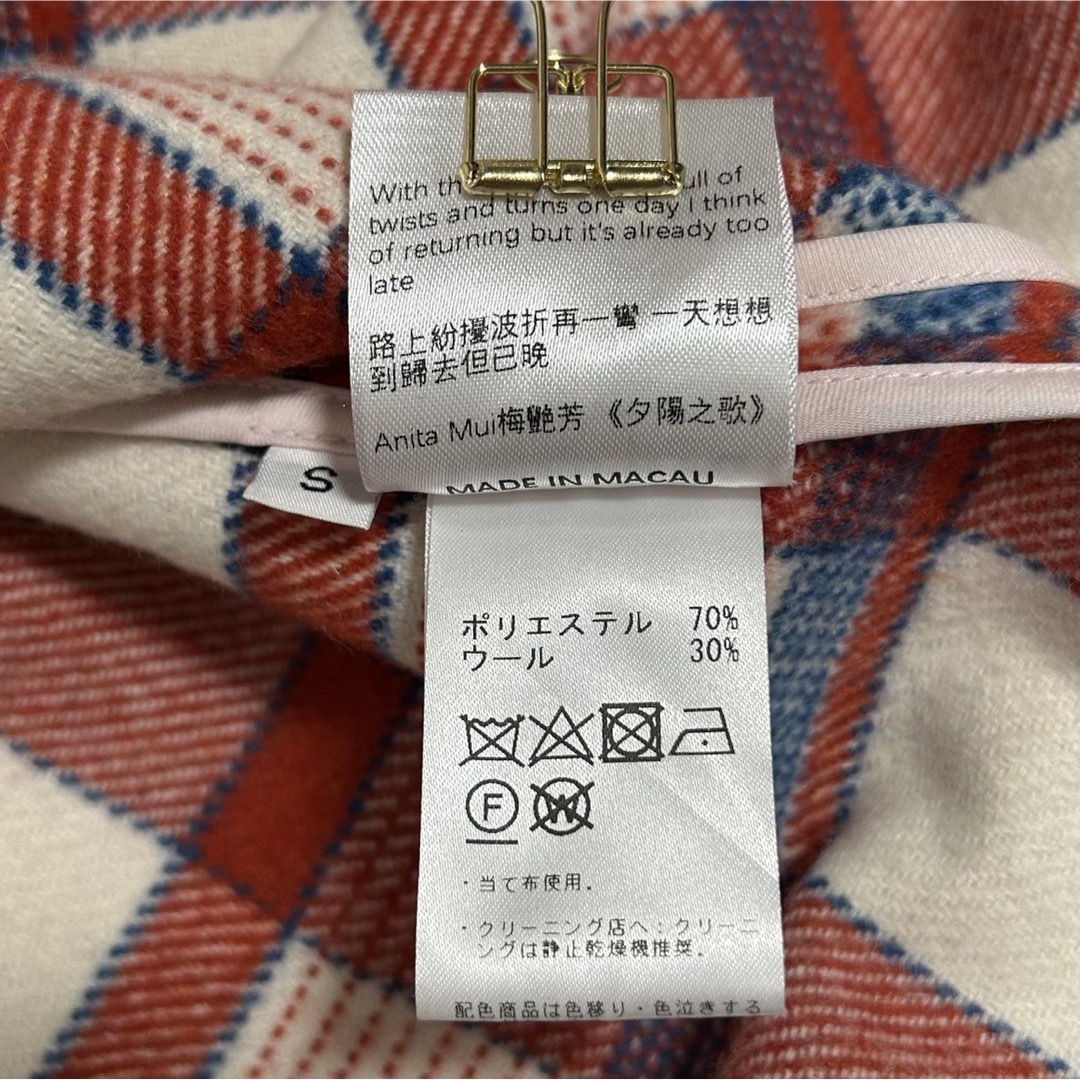 With th ull of
twists and turns one day I think
of returning but it's already too
late
路上紛擾波折再一彎 一天想想
到歸去但已晚
Anita Mui梅艷芳 《夕陽之歌》
S
MADE IN MACAU
ポリエステル 70%
ウール 30%
F
W
・当て布使用。
・クリーニング店へ：クリーニ
ングは静止乾燥機推奨。
配色商品は色移り・色泣きする